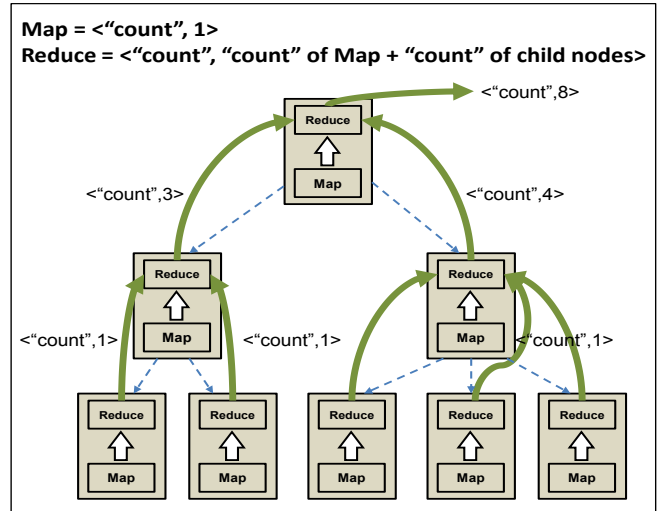 Map = <“count”, 1>
Reduce = <“count”, “count” of Map + “count” of child nodes>
<“count”,8>
Reduce
Map
<“count”,3>
<“count”,4>
Reduce
Reduce
Map
Map
<“count”,1>
<“count”,1>
<“count”,1>
Reduce
Reduce
Reduce
Reduce
Reduce
Map
Map
Map
Map
Map